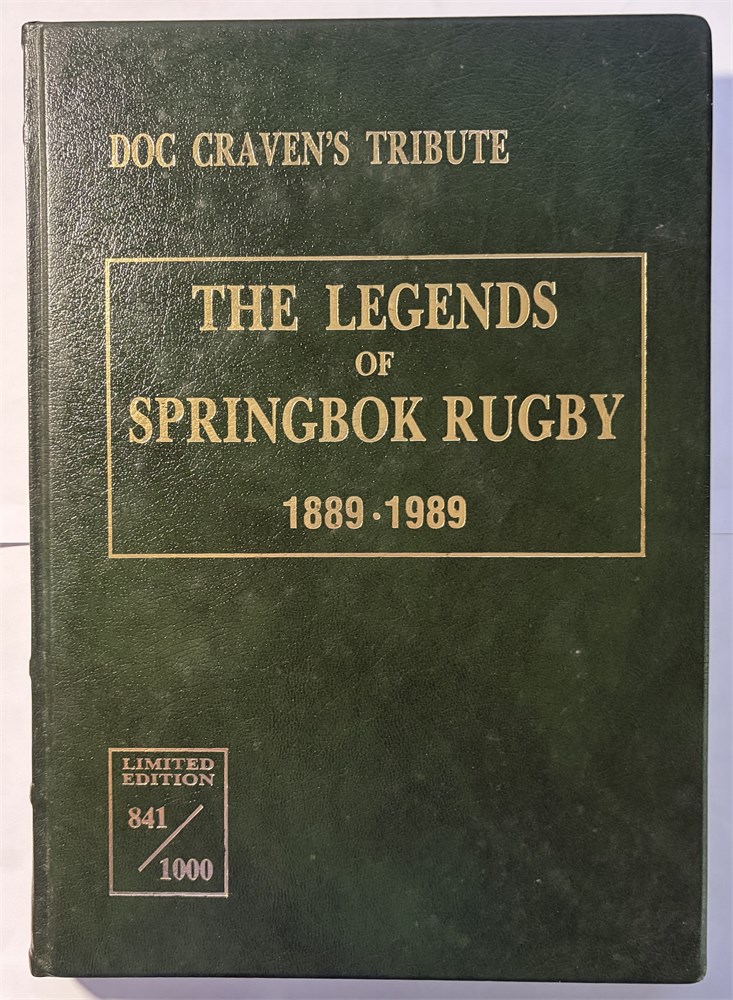 DOC CRAVEN'S TRIBUTE
THE LEGENDS
OF
SPRINGBOK RUGBY
1889·1989
LIMITED
EDITION
841/
1000